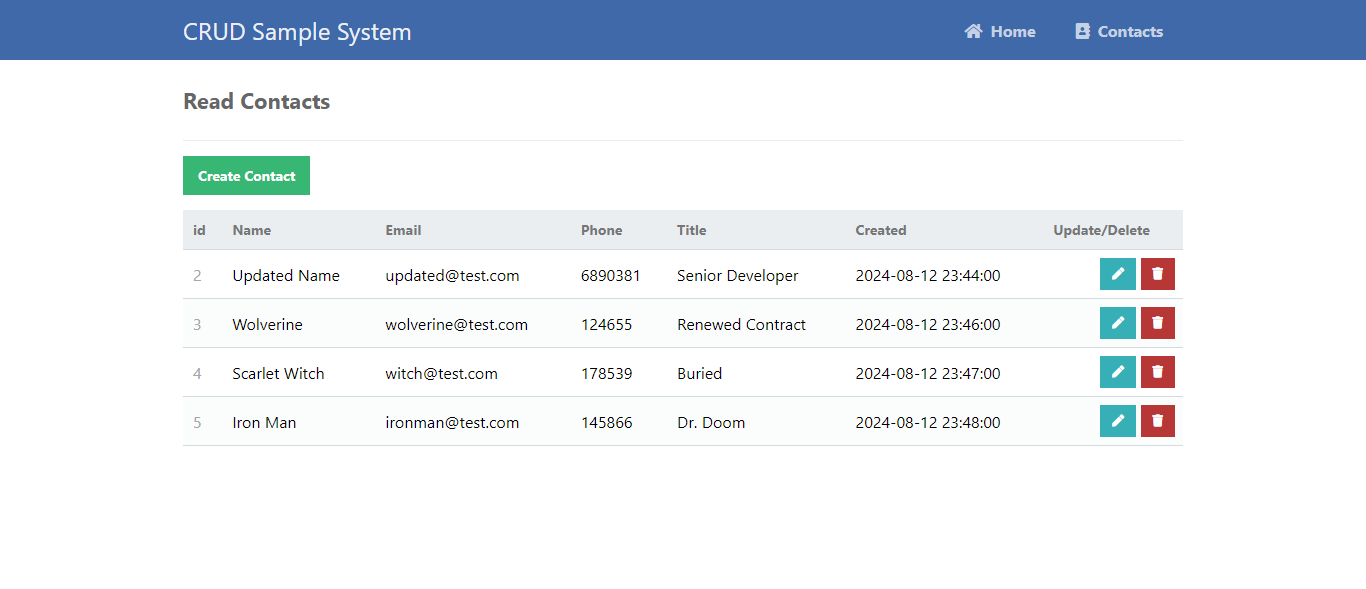 CRUD Sample System Home Contacts
Read Contacts
Create Contact
id Name Email Phone Title Created Update/Delete
2 Updated Name updated@test.com 6890381 Senior Developer 2024-08-12 23:44:00
3 Wolverine wolverine@test.com 124655 Renewed Contract 2024-08-12 23:46:00
4 Scarlet Witch witch@test.com 178539 Buried 2024-08-12 23:47:00
5 Iron Man ironman@test.com 145866 Dr. Doom 2024-08-12 23:48:00